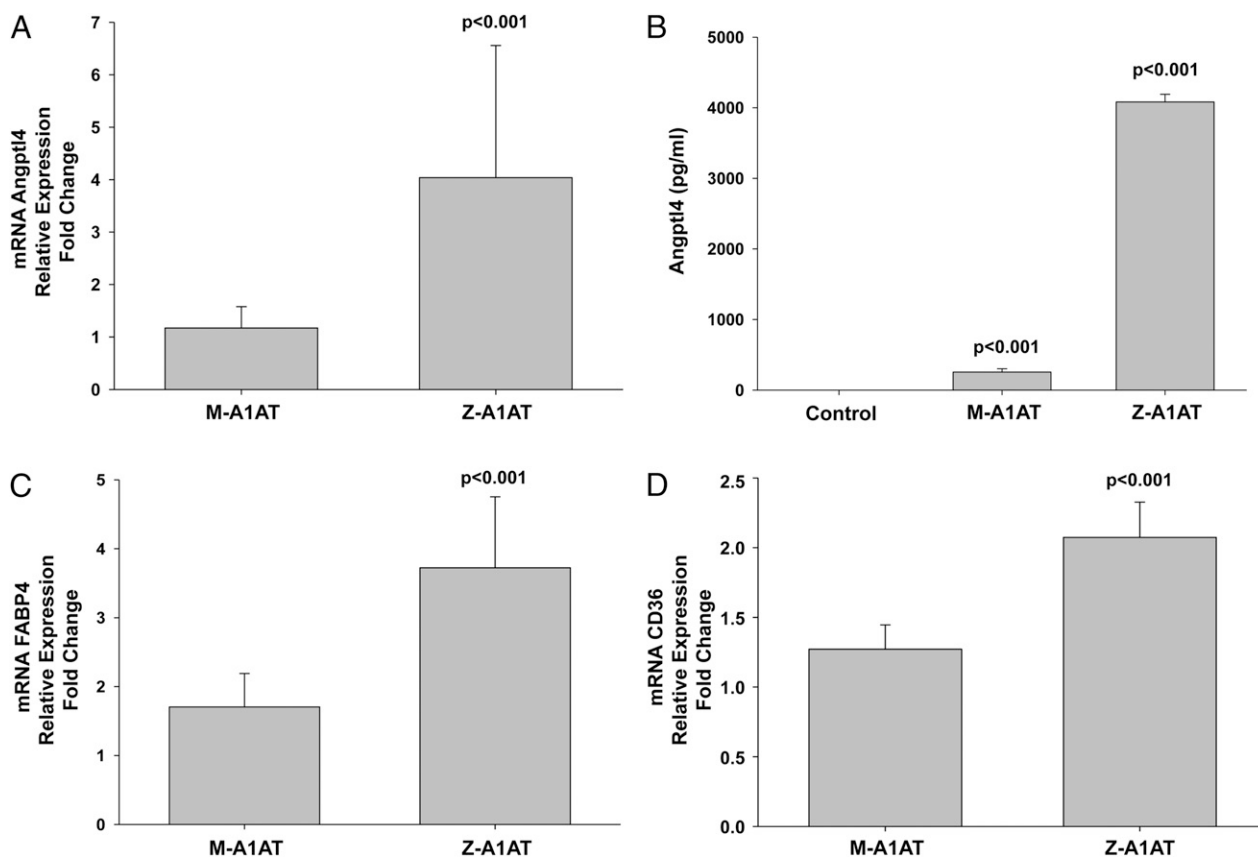 A
mRNA Angptl4
Relative Expression
Fold Change
7
6
5
4
3
2
1
0
p<0.001
M-A1AT
Z-A1AT
B
Angptl4 (pg/ml)
5000
4000
3000
2000
1000
0
p<0.001
p<0.001
Control
M-A1AT
Z-A1AT
C
mRNA FABP4
Relative Expression
Fold Change
5
4
3
2
1
0
p<0.001
M-A1AT
Z-A1AT
D
mRNA CD36
Relative Expression
Fold Change
2.5
2.0
1.5
1.0
0.5
0.0
p<0.001
M-A1AT
Z-A1AT